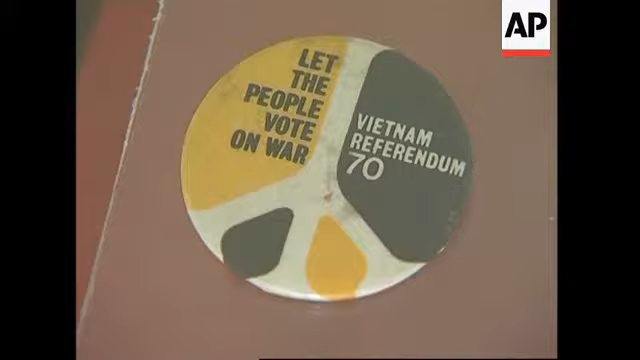 AP
LET
THE
PEOPLE
VOTE
ON WAR
VIETNAM
REFERENDUM
70